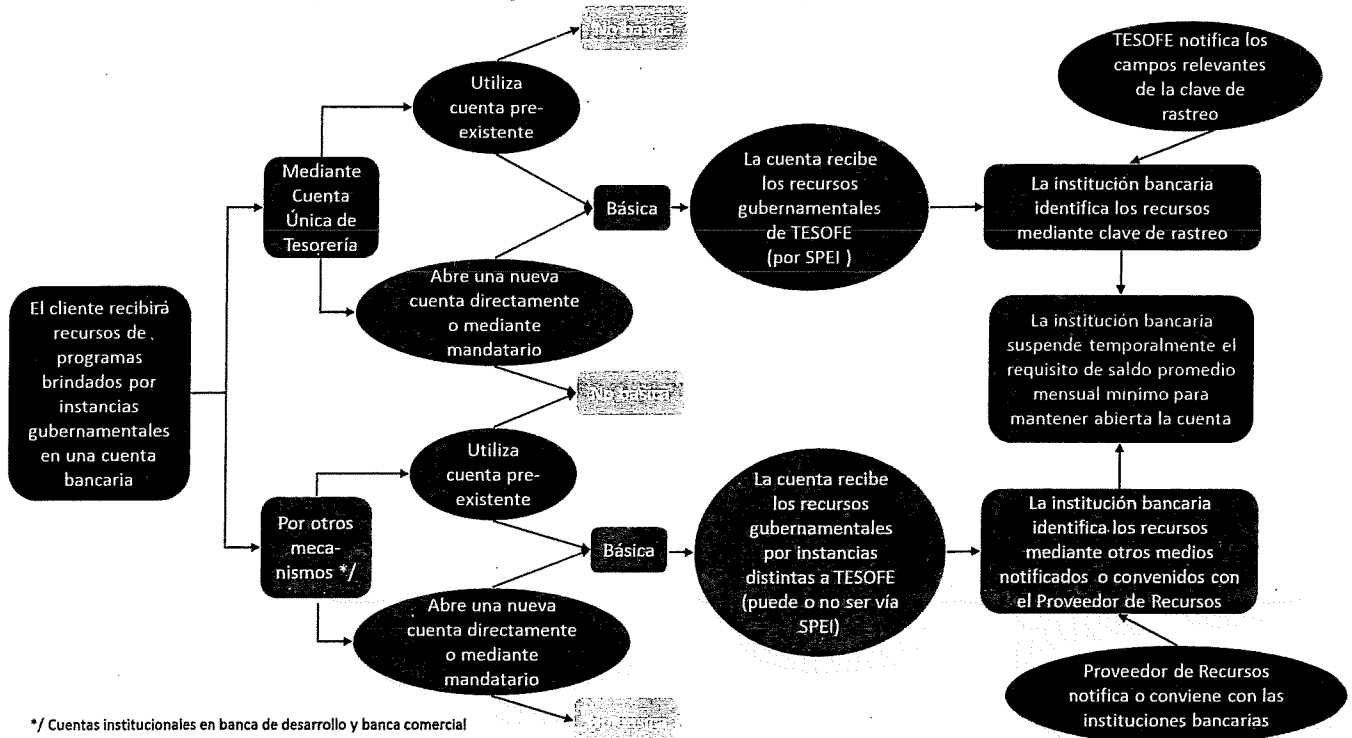 No básica
TESOFE notifica los
campos relevantes
de la clave de
rastreo
Utiliza
cuenta pre-
existente
Mediante
Cuenta
Única de
Tesorería
Básica
La cuenta recibe
los recursos
gubernamentales
de TESOFE
(por SPEI )
La institución bancaria
identifica los recursos
mediante clave de rastreo
Abre una nueva
cuenta directamente
o mediante
mandatario
El cliente recibirá
recursos de
programas
brindados por
instancias
gubernamentales
en una cuenta
bancaria
La institución bancaria
suspende temporalmente el
requisito de saldo promedio
mensual mínimo para
mantener abierta la cuenta
No básica
Utiliza
cuenta pre-
existente
Por otros
meca-
nismos */
Básica
La cuenta recibe
los recursos
gubernamentales
por instancias
distintas a TESOFE
(puede o no ser vía
SPEI)
La institución bancaria
identifica los recursos
mediante otros medios
notificados o convenidos con
el Proveedor de Recursos
Abre una nueva
cuenta directamente
o mediante
mandatario
Proveedor de Recursos
notifica o conviene con las
instituciones bancarias
*/ Cuentas institucionales en banca de desarrollo y banca comercial